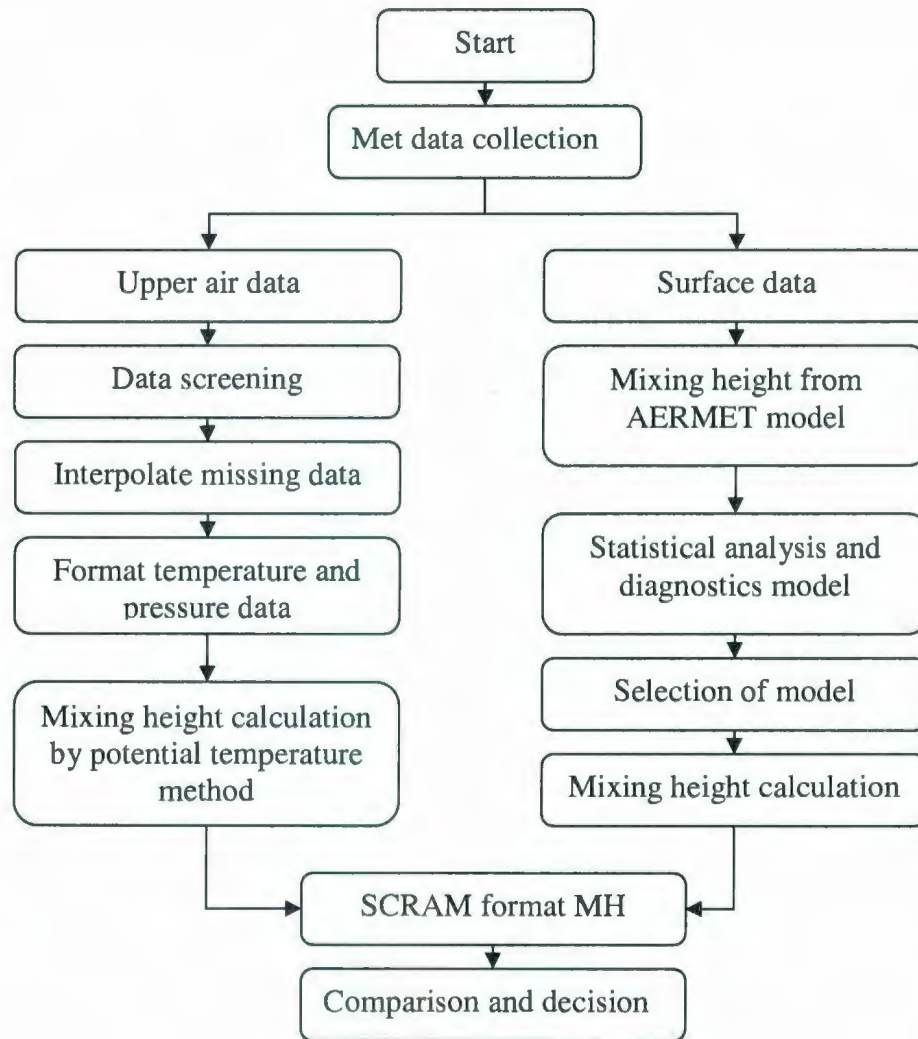 Start
Met data collection
Upper air data
Data screening
Interpolate missing data
Format temperature and
pressure data
Mixing height calculation
by potential temperature
method
Surface data
Mixing height from
AERMET model
Statistical analysis and
diagnostics model
Selection of model
Mixing height calculation
SCRAM format MH
Comparison and decision